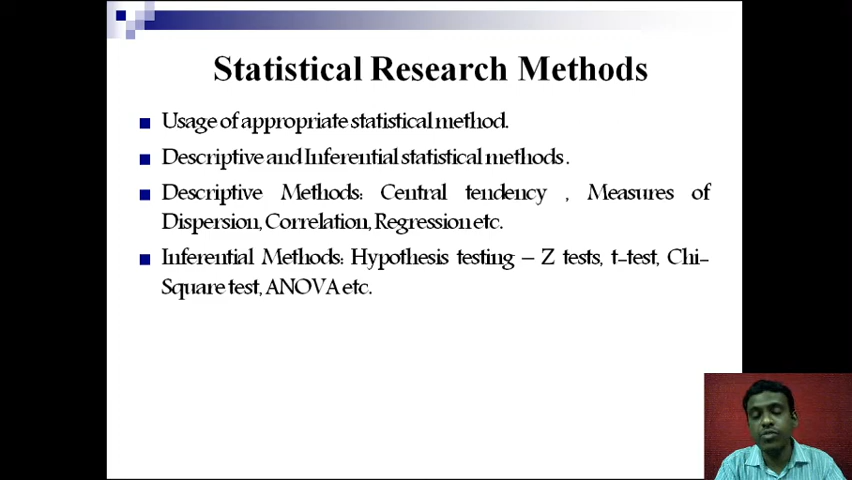 Statistical Research Methods
Usage of appropriate statistical method.
Descriptive and Inferential statistical methods .
Descriptive Methods: Central tendency , Measures of
Dispersion, Correlation, Regression etc.
Inferential Methods: Hypothesis testing – Z tests, t-test, Chi-
Square test, ANOVA etc.